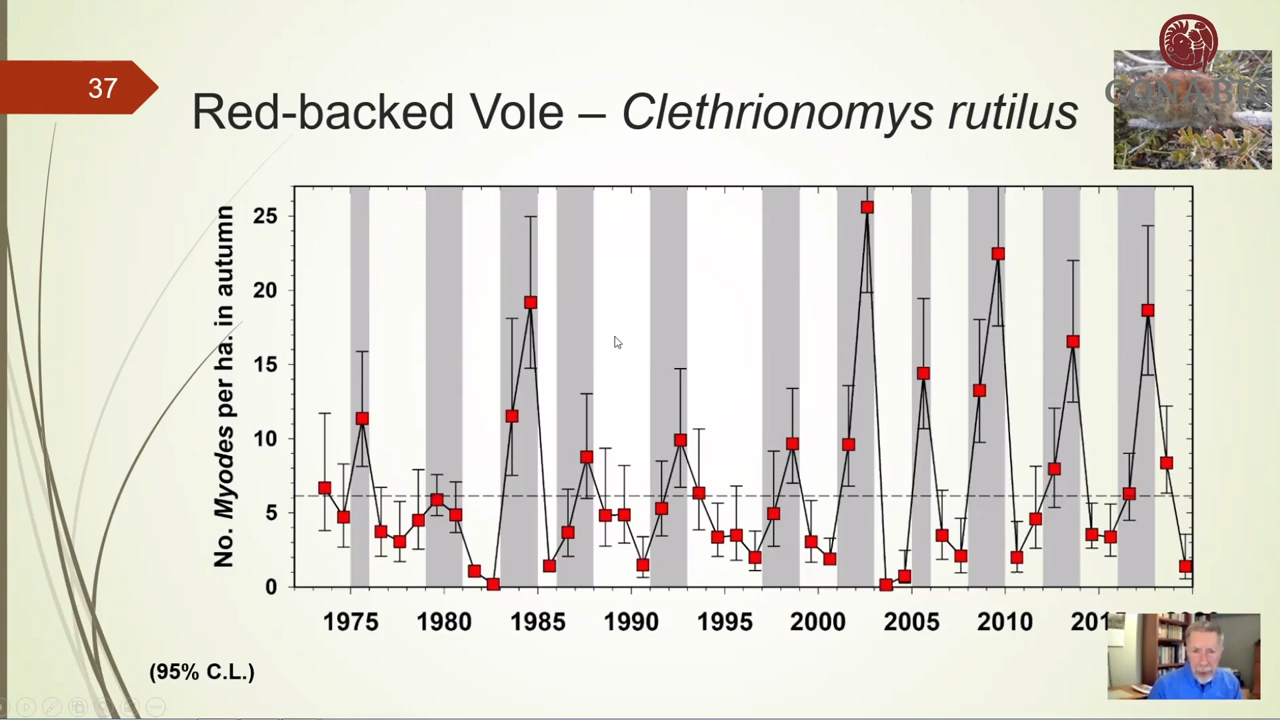 37
CONABIO
Red-backed Vole – Clethrionomys rutilus
No. Myodes per ha. in autumn
25
20
15
10
5
0
1975 1980 1985 1990 1995 2000 2005 2010
(95% C.L.)